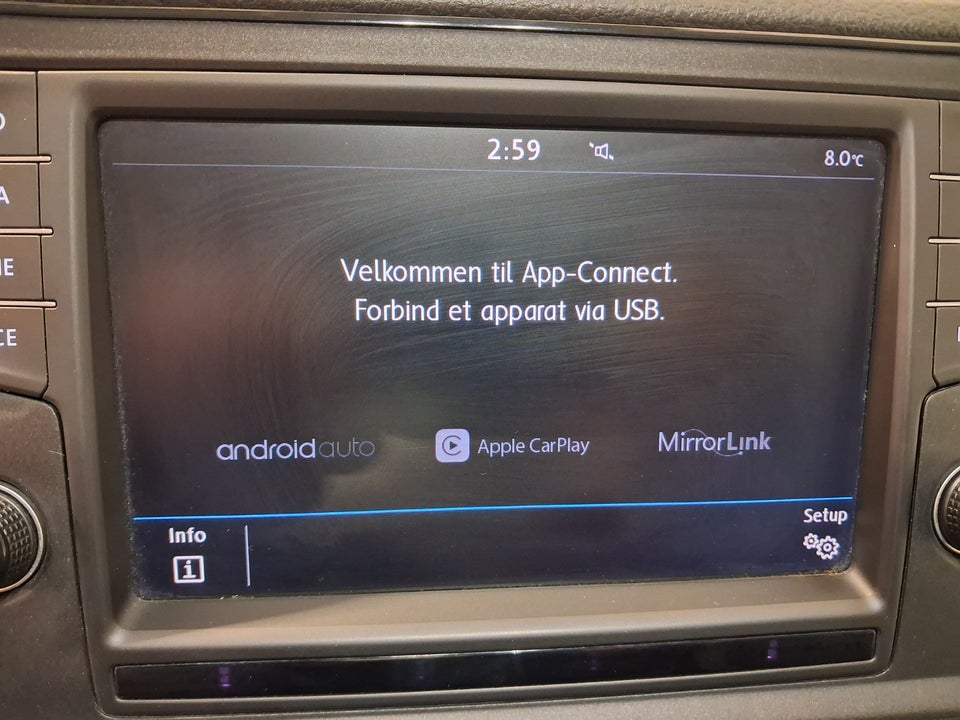 2:59
8.0°C
Velkommen til App-Connect.
Forbind et apparat via USB.
androidauto
Apple CarPlay
MirrorLink
Info
Setup